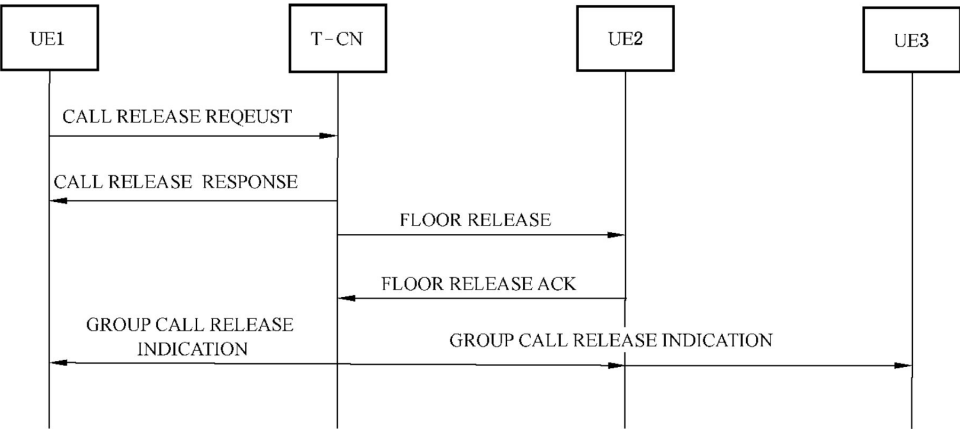 UE1
T-CN
UE2
UE3
CALL RELEASE REQEUST
CALL RELEASE RESPONSE
FLOOR RELEASE
FLOOR RELEASE ACK
GROUP CALL RELEASE
INDICATION
GROUP CALL RELEASE INDICATION